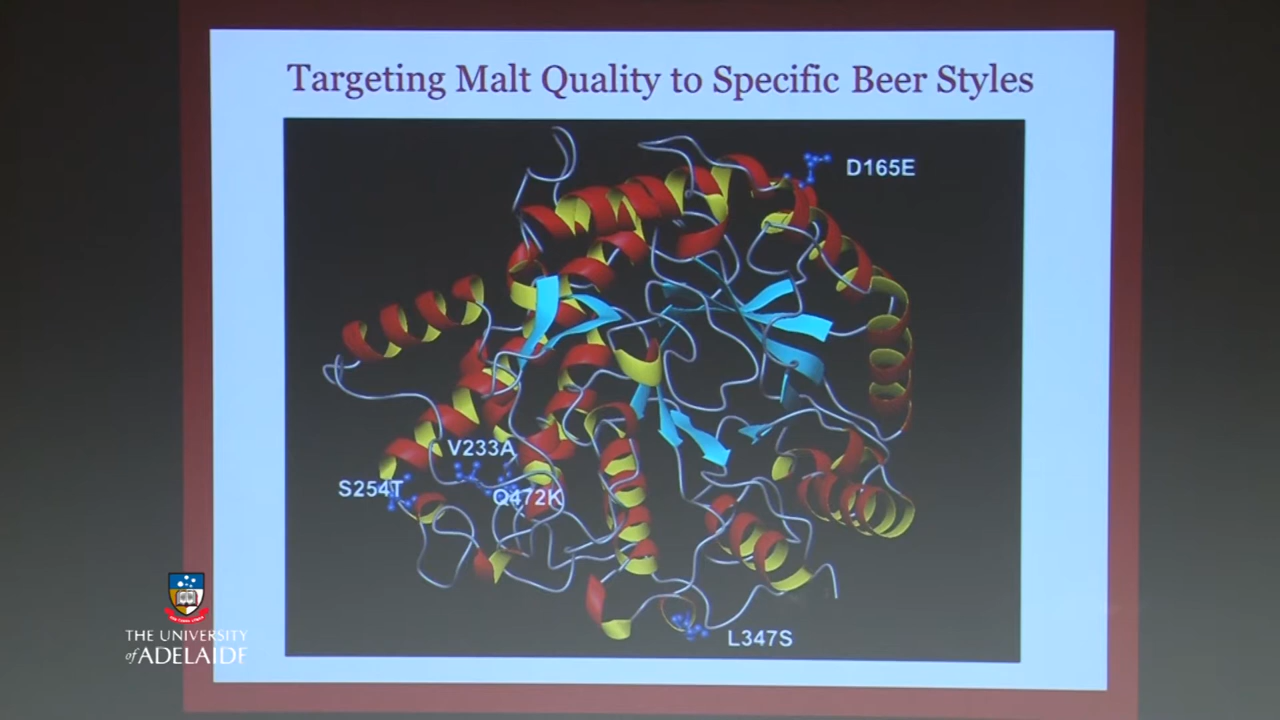 Targeting Malt Quality to Specific Beer Styles
D165E
V233A
S254T
Q472K
L347S
THE UNIVERSITY
of ADELAIDE